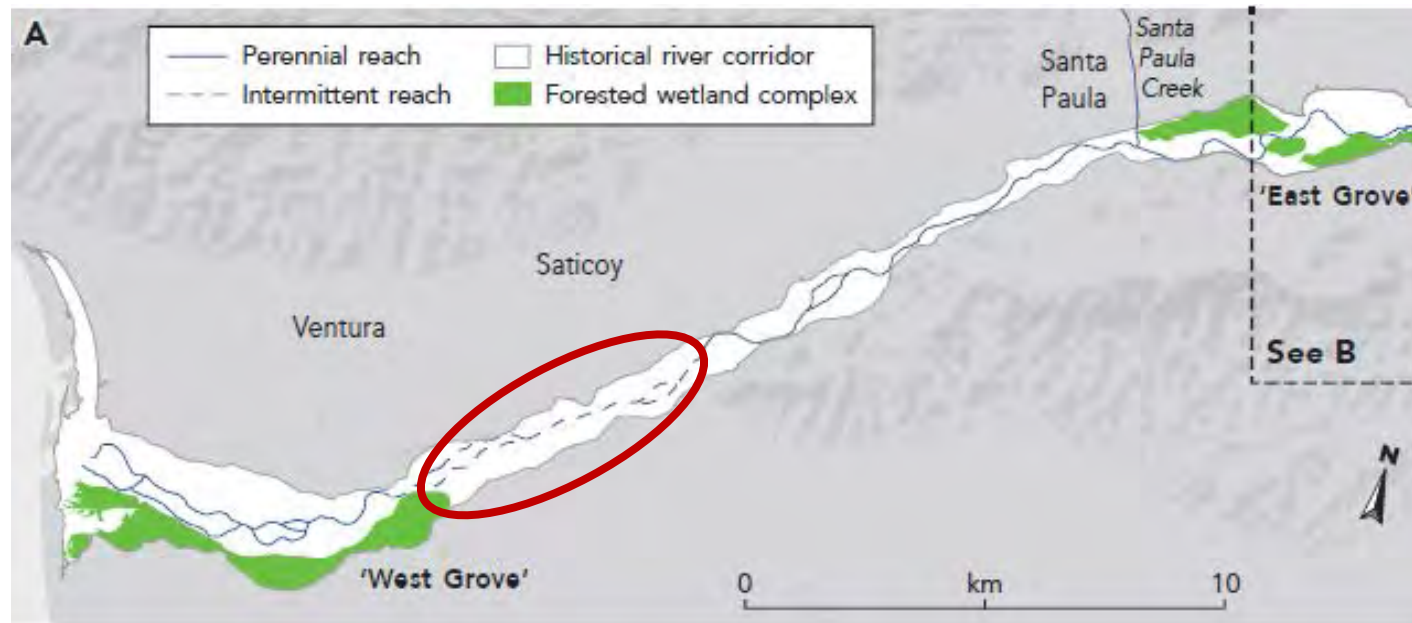 A
Perennial reach
Intermittent reach
Historical river corridor
Forested wetland complex
Santa
Paula
Santa
Paula
Creek
'East Grove'
Saticoy
Ventura
See B
N
'West Grove'
0 km 10